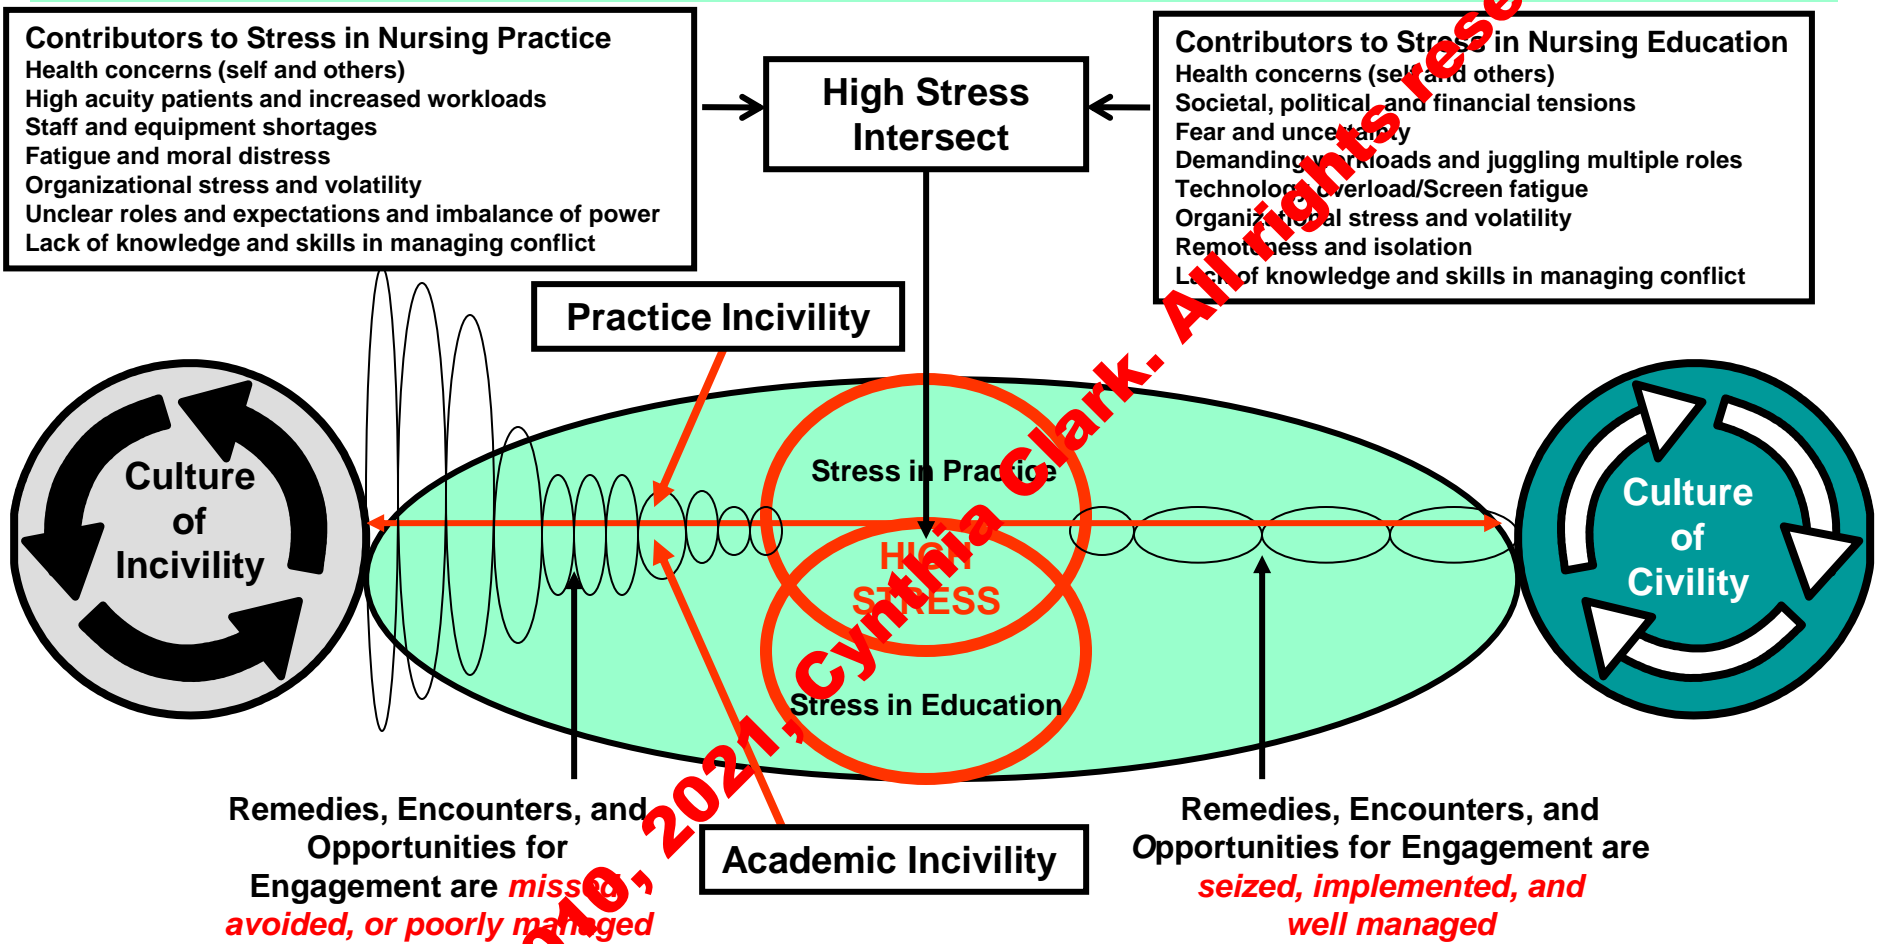 Contributors to Stress in Nursing Practice
Health concerns (self and others)
High acuity patients and increased workloads
Staff and equipment shortages
Fatigue and moral distress
Organizational stress and volatility
Unclear roles and expectations and imbalance of power
Lack of knowledge and skills in managing conflict
High Stress
Intersect
Contributors to Stress in Nursing Education
Health concerns (self and others)
Societal, political, and financial tensions
Fear and uncertainty
Demanding workloads and juggling multiple roles
Technology overload/Screen fatigue
Organizational stress and volatility
Remoteness and isolation
Lack of knowledge and skills in managing conflict
Practice Incivility
Culture
of
Incivility
Stress in Practice
HIGH
STRESS
Stress in Education
Culture
of
Civility
Remedies, Encounters, and
Opportunities for
Engagement are missed,
avoided, or poorly managed
Academic Incivility
Remedies, Encounters, and
Opportunities for Engagement are
seized, implemented, and
well managed
2021, Cynthia Clark. All rights